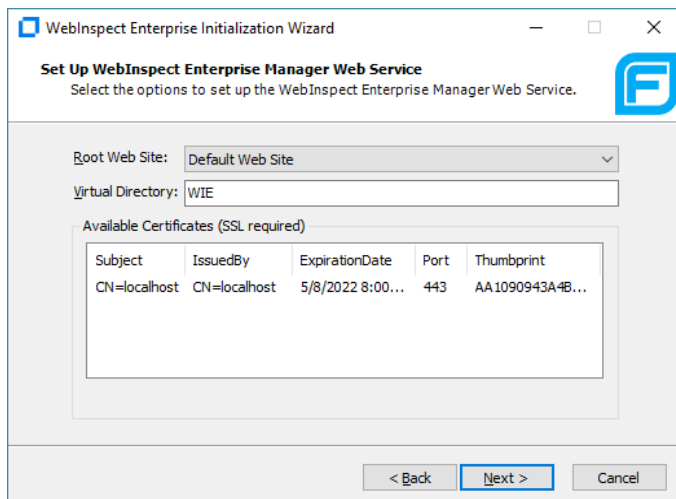 WebInspect Enterprise Initialization Wizard
Set Up WebInspect Enterprise Manager Web Service
Select the options to set up the WebInspect Enterprise Manager Web Service.
Root Web Site: Default Web Site
Virtual Directory: WIE
Available Certificates (SSL required)
Subject IssuedBy ExpirationDate Port Thumbprint
CN=localhost CN=localhost 5/8/2022 8:00... 443 AA1090943A4B...
< Back Next > Cancel